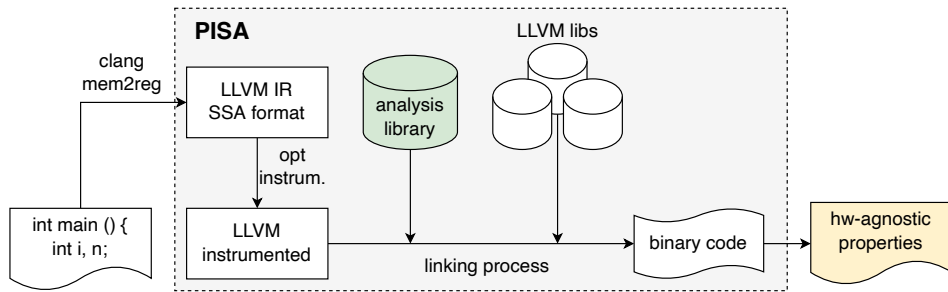 PISA
LLVM libs
clang
mem2reg
LLVM IR
SSA format
analysis
library
opt
instrum.
int main () {
int i, n;
LLVM
instrumented
linking process
binary code
hw-agnostic
properties